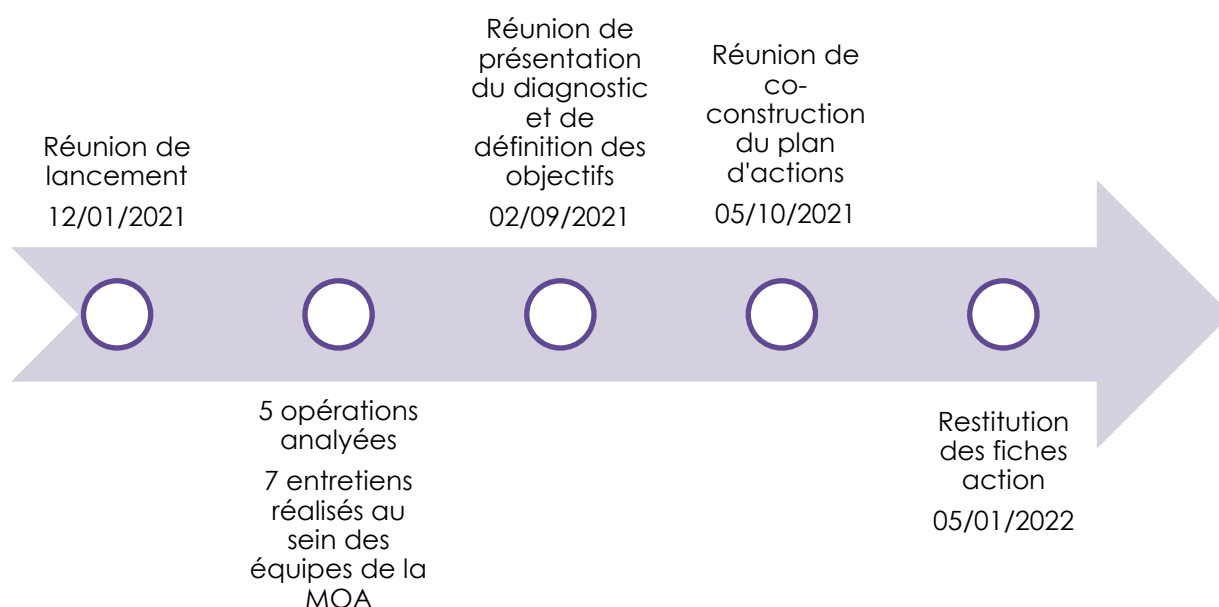 Réunion de
lancement
12/01/2021
5 opérations
analyées
7 entretiens
réalisés au
sein des
équipes de la
MOA
Réunion de
présentation
du diagnostic
et de
définition des
objectifs
02/09/2021
Réunion de
co-
construction
du plan
d'actions
05/10/2021
Restitution
des fiches
action
05/01/2022